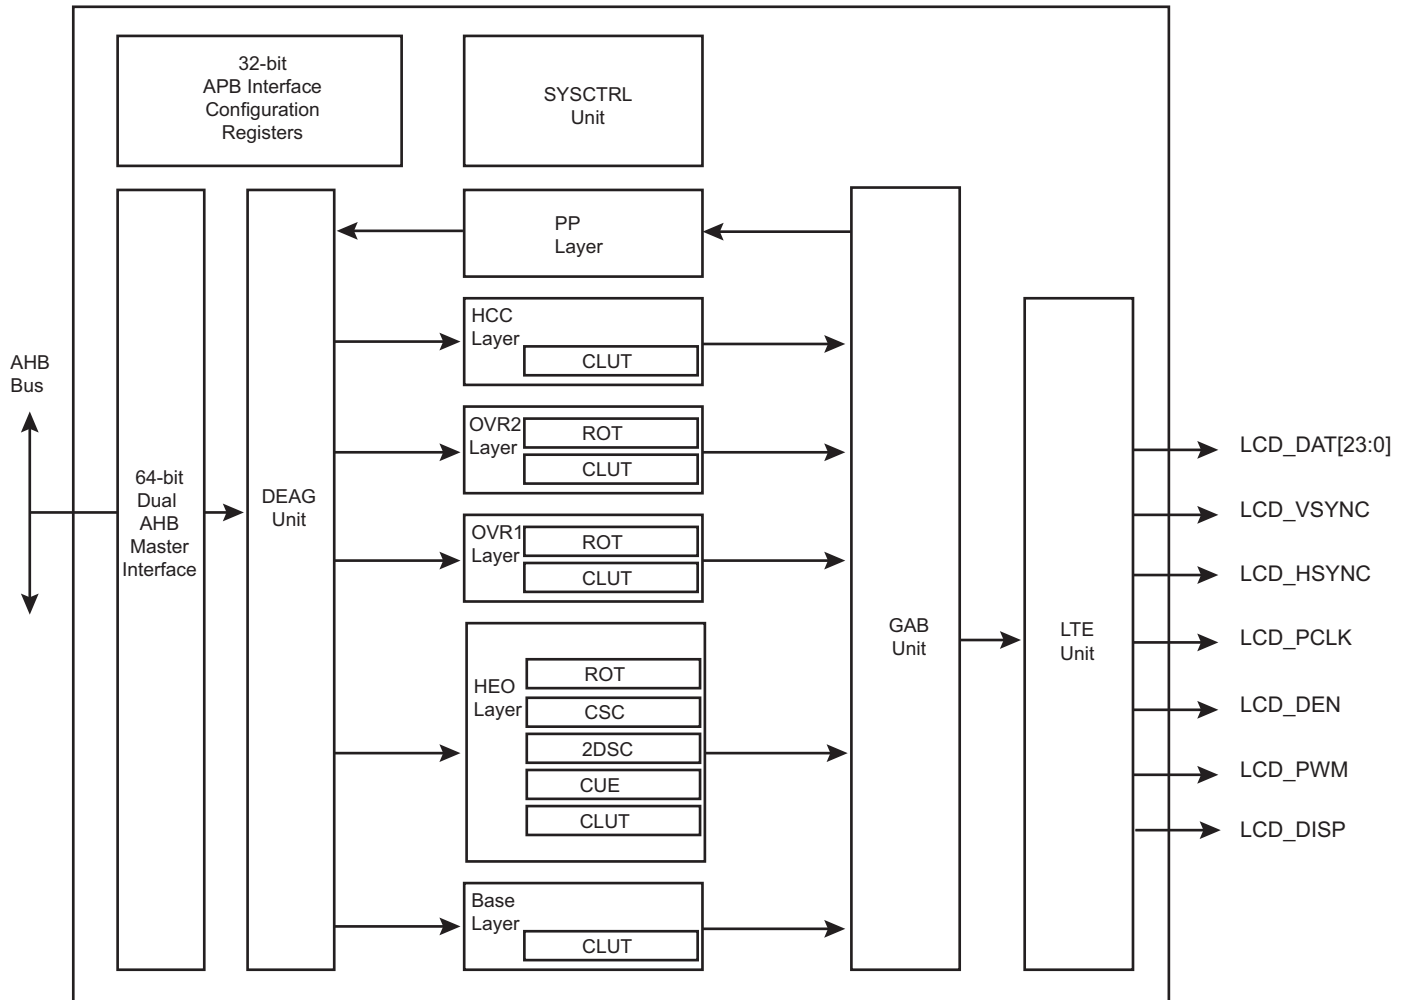 32-bit
APB Interface
Configuration
Registers
SYSCTRL
Unit
PP
Layer
HCC
Layer
CLUT
AHB
Bus
OVR2
Layer
ROT
CLUT
64-bit
Dual
AHB
Master
Interface
DEAG
Unit
OVR1
Layer
ROT
CLUT
HEO
Layer
ROT
CSC
2DSC
CUE
CLUT
Base
Layer
CLUT
GAB
Unit
LTE
Unit
LCD_DAT[23:0]
LCD_VSYNC
LCD_HSYNC
LCD_PCLK
LCD_DEN
LCD_PWM
LCD_DISP